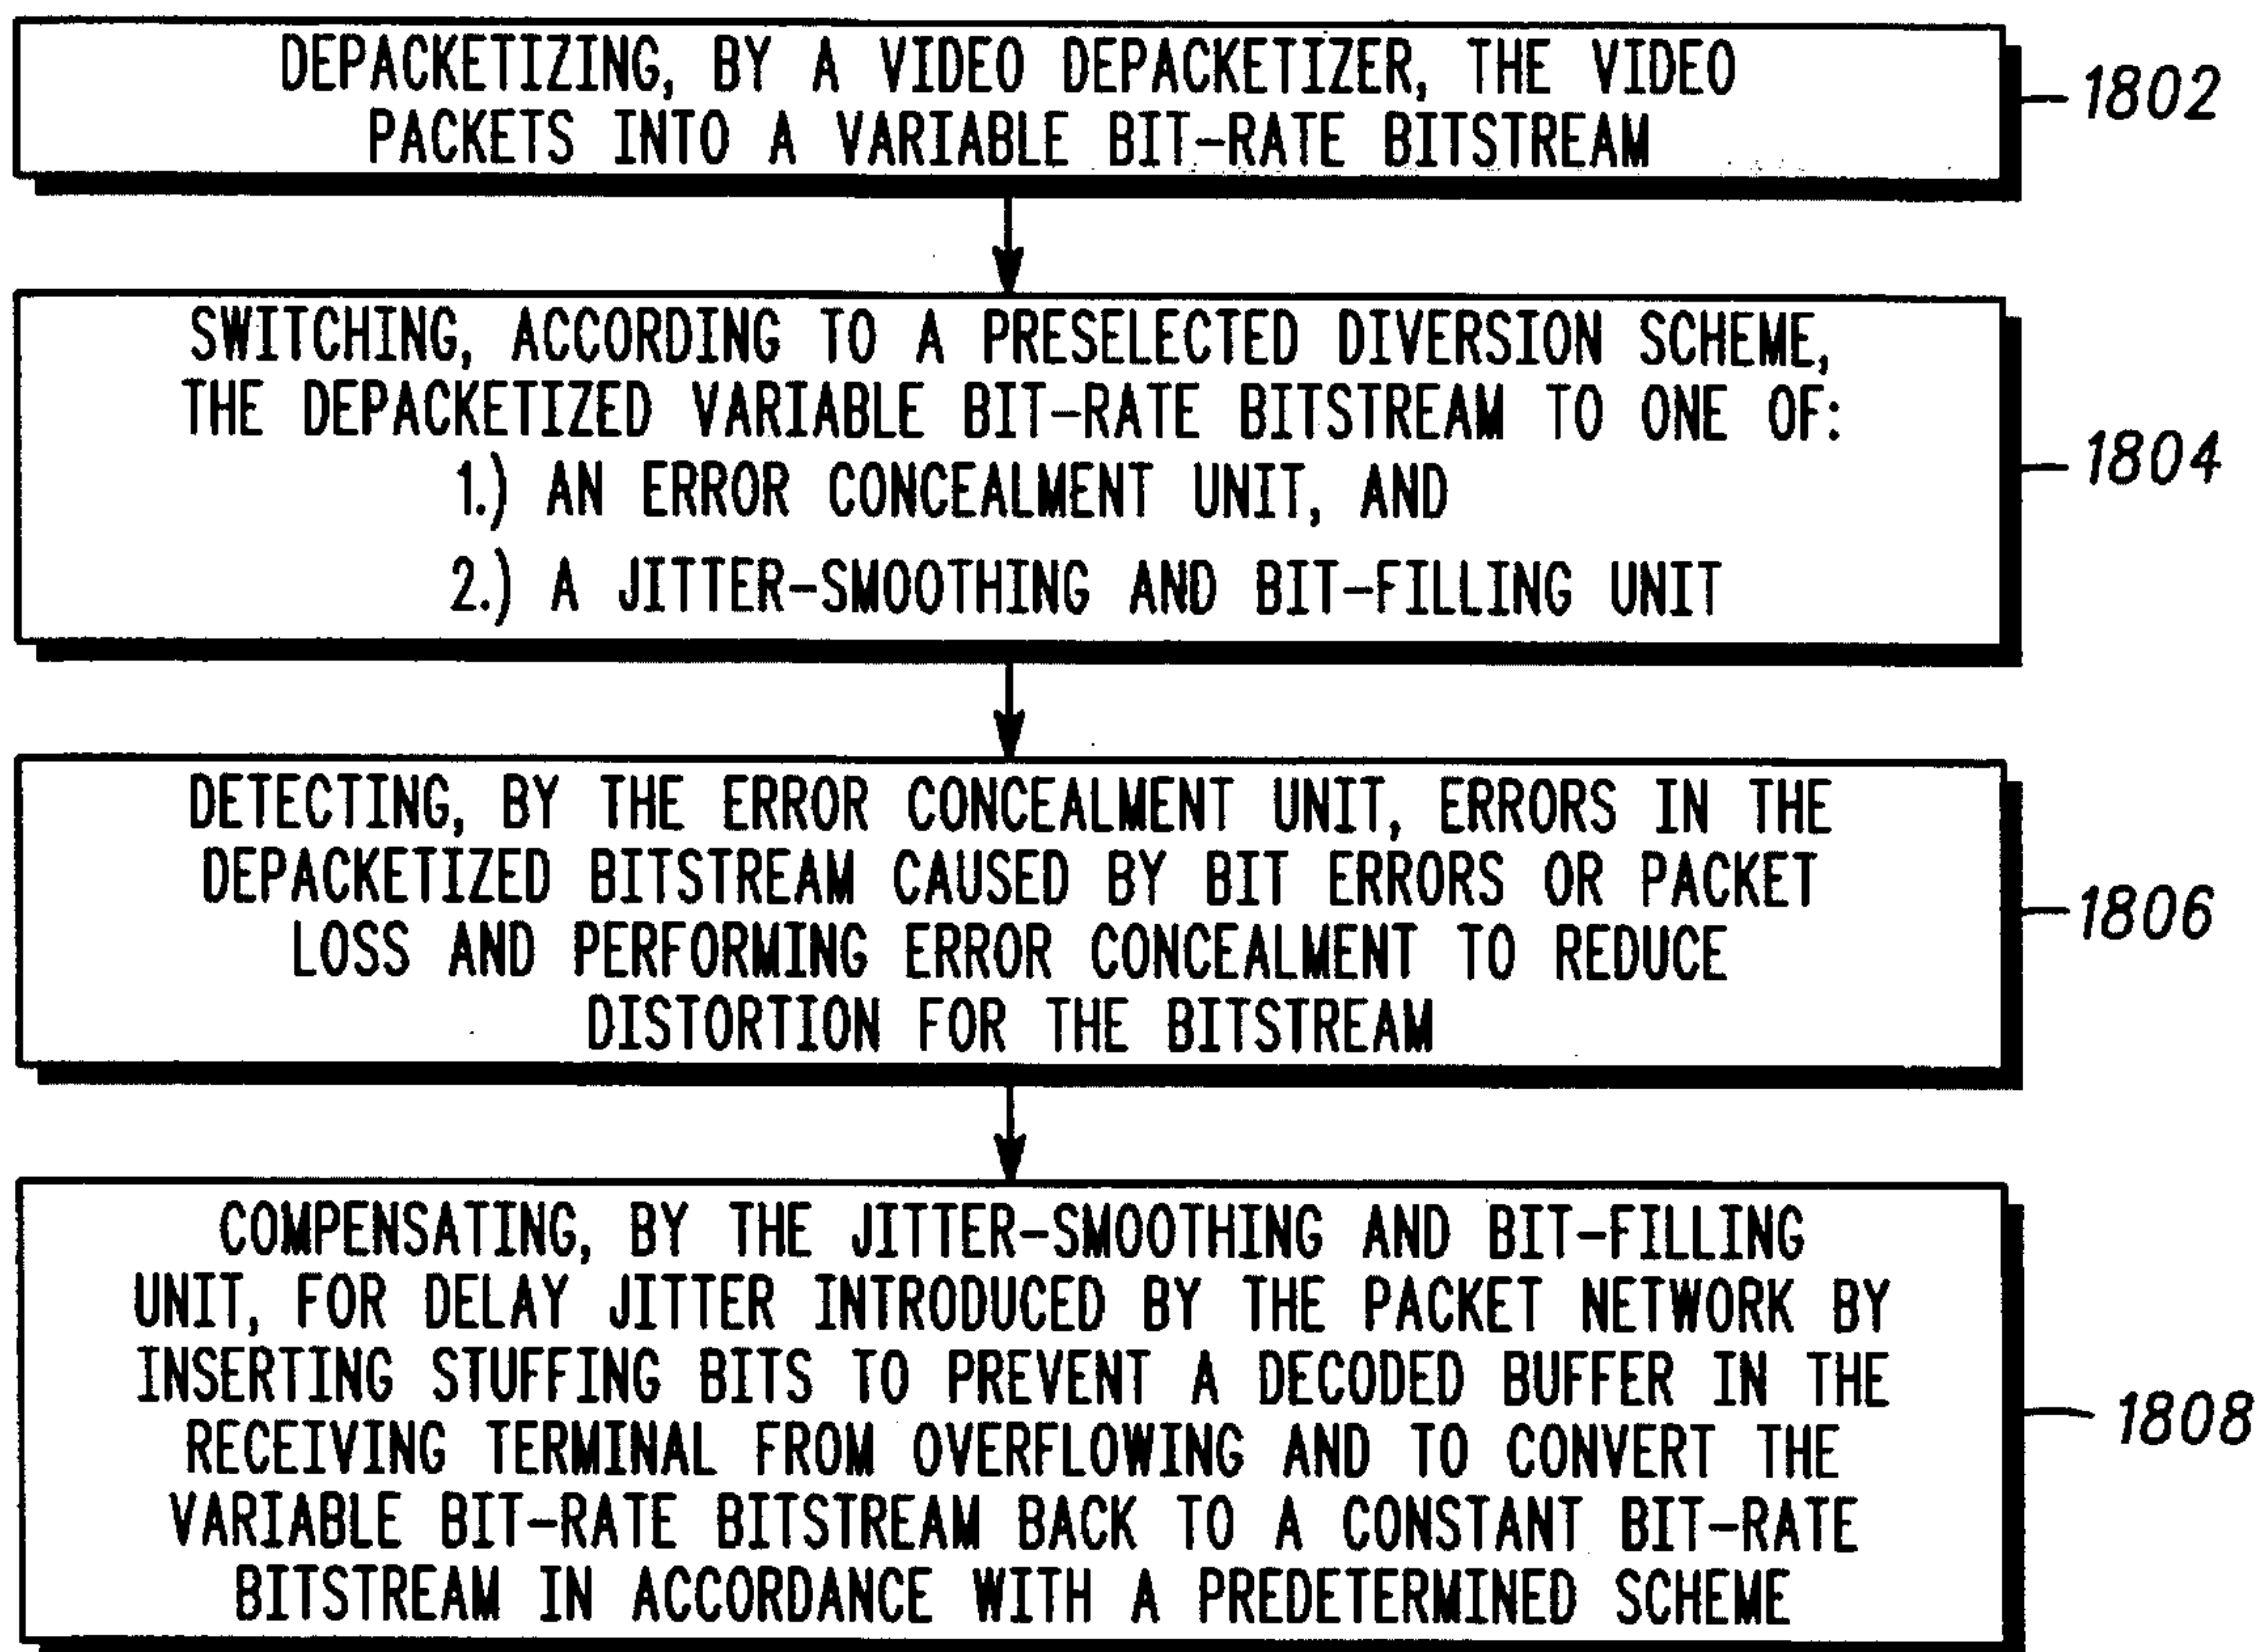 DEPACKETIZING, BY A VIDEO DEPACKETIZER, THE VIDEO
PACKETS INTO A VARIABLE BIT-RATE BITSTREAM
1802
SWITCHING, ACCORDING TO A PRESELECTED DIVERSION SCHEME,
THE DEPACKETIZED VARIABLE BIT-RATE BITSTREAM TO ONE OF:
1.) AN ERROR CONCEALMENT UNIT, AND
2.) A JITTER-SMOOTHING AND BIT-FILLING UNIT
1804
DETECTING, BY THE ERROR CONCEALMENT UNIT, ERRORS IN THE
DEPACKETIZED BITSTREAM CAUSED BY BIT ERRORS OR PACKET
LOSS AND PERFORMING ERROR CONCEALMENT TO REDUCE
DISTORTION FOR THE BITSTREAM
1806
COMPENSATING, BY THE JITTER-SMOOTHING AND BIT-FILLING
UNIT, FOR DELAY JITTER INTRODUCED BY THE PACKET NETWORK BY
INSERTING STUFFING BITS TO PREVENT A DECODED BUFFER IN THE
RECEIVING TERMINAL FROM OVERFLOWING AND TO CONVERT THE
VARIABLE BIT-RATE BITSTREAM BACK TO A CONSTANT BIT-RATE
BITSTREAM IN ACCORDANCE WITH A PREDETERMINED SCHEME
1808